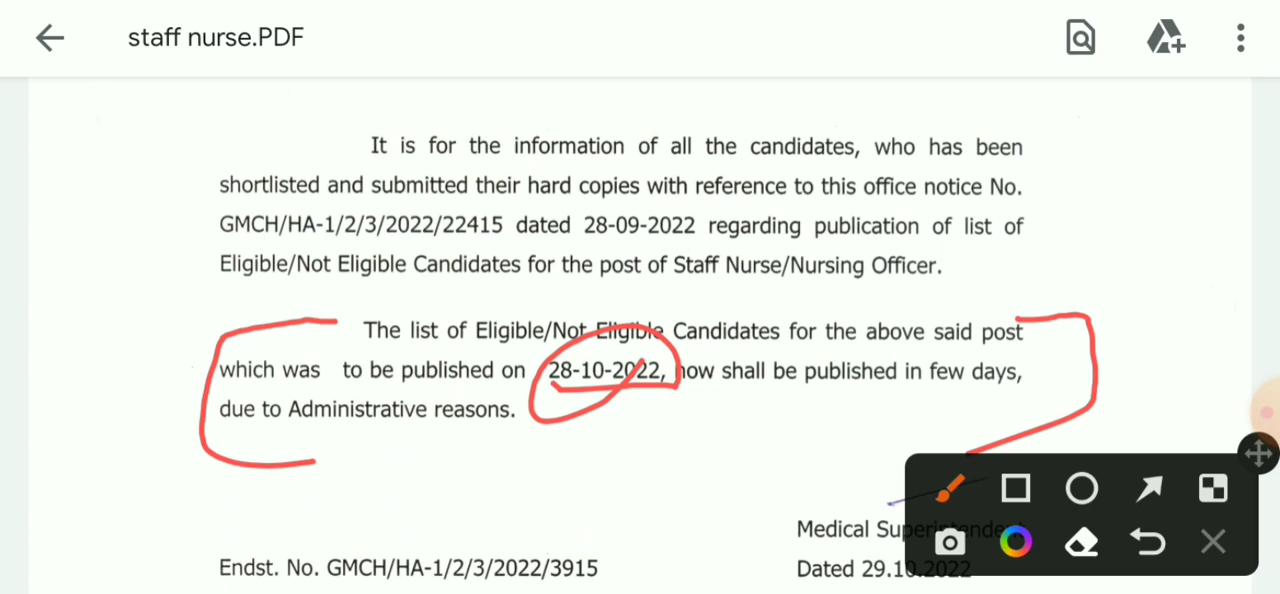 staff nurse.PDF
It is for the information of all the candidates, who has been
shortlisted and submitted their hard copies with reference to this office notice No.
GMCH/HA-1/2/3/2022/22415 dated 28-09-2022 regarding publication of list of
Eligible/Not Eligible Candidates for the post of Staff Nurse/Nursing Officer.
The list of Eligible/Not Eligible Candidates for the above said post
which was to be published on 28-10-2022, now shall be published in few days,
due to Administrative reasons.
Medical Superintendent
Endst. No. GMCH/HA-1/2/3/2022/3915
Dated 29.10.2022